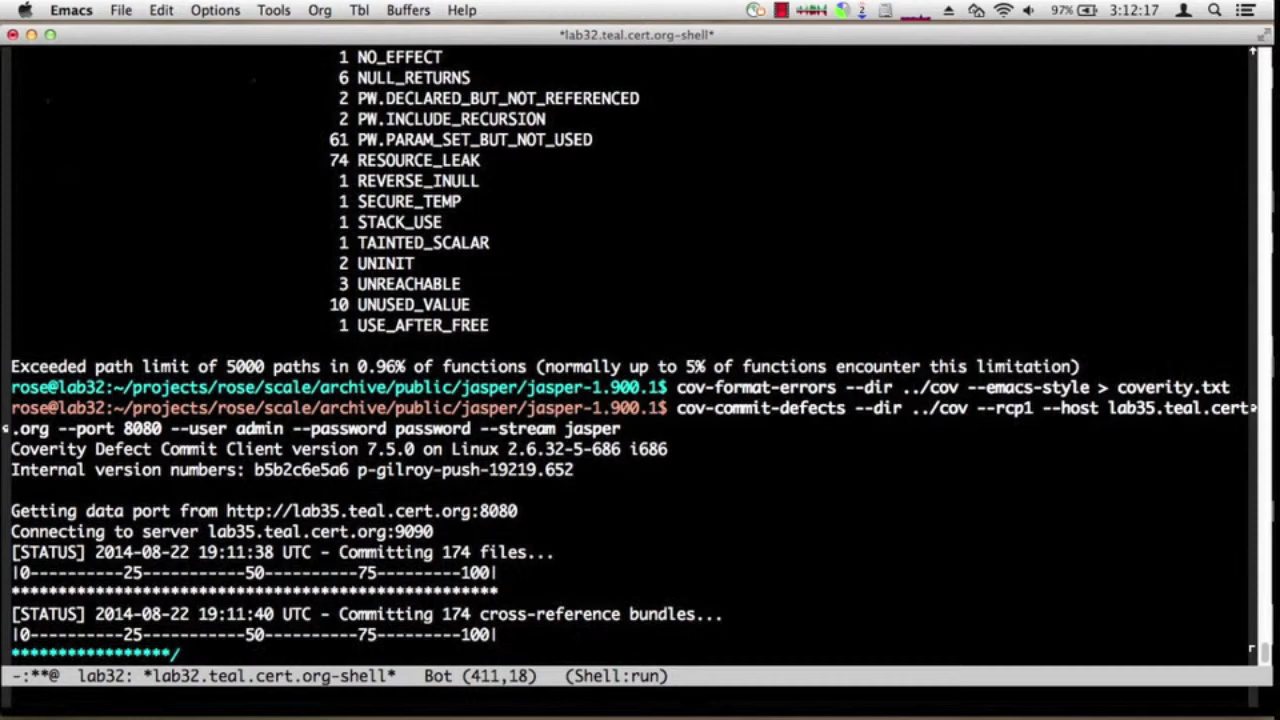 Emacs File Edit Options Tools Org Tbl Buffers Help 2 97% 3:12:17
*lab32.teal.cert.org-shell*
1 NO_EFFECT
6 NULL_RETURNS
2 PW.DECLARED_BUT_NOT_REFERENCED
2 PW.INCLUDE_RECURSION
61 PW.PARAM_SET_BUT_NOT_USED
74 RESOURCE_LEAK
1 REVERSE_INULL
1 SECURE_TEMP
1 STACK_USE
1 TAINTED_SCALAR
2 UNINIT
3 UNREACHABLE
10 UNUSED_VALUE
1 USE_AFTER_FREE
Exceeded path limit of 5000 paths in 0.96% of functions (normally up to 5% of functions encounter this limitation)
rose@lab32:~/projects/rose/scale/archive/public/jasper/jasper-1.900.1$ cov-format-errors --dir ../cov --emacs-style > coverity.txt
rose@lab32:~/projects/rose/scale/archive/public/jasper/jasper-1.900.1$ cov-commit-defects --dir ../cov --rcp1 --host lab35.teal.cert
.org --port 8080 --user admin --password password --stream jasper
Coverity Defect Commit Client version 7.5.0 on Linux 2.6.32-5-686 i686
Internal version numbers: b5b2c6e5a6 p-gilroy-push-19219.652
Getting data port from http://lab35.teal.cert.org:8080
Connecting to server lab35.teal.cert.org:9090
[STATUS] 2014-08-22 19:11:38 UTC - Committing 174 files...
|0----------25-----------50----------75---------100|
****************************************************
[STATUS] 2014-08-22 19:11:40 UTC - Committing 174 cross-reference bundles...
|0----------25-----------50----------75---------100|
*****************/
-:**@ lab32: *lab32.teal.cert.org-shell* Bot (411,18) (Shell:run)